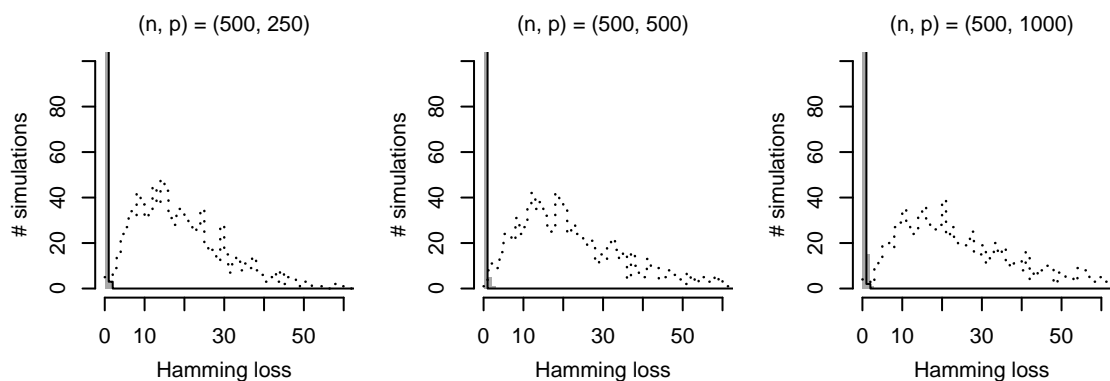 (n, p) = (500, 250)
# simulations
80
60
40
20
0
0 10 30 50
Hamming loss
(n, p) = (500, 500)
# simulations
80
60
40
20
0
0 10 30 50
Hamming loss
(n, p) = (500, 1000)
# simulations
80
60
40
20
0
0 10 30 50
Hamming loss